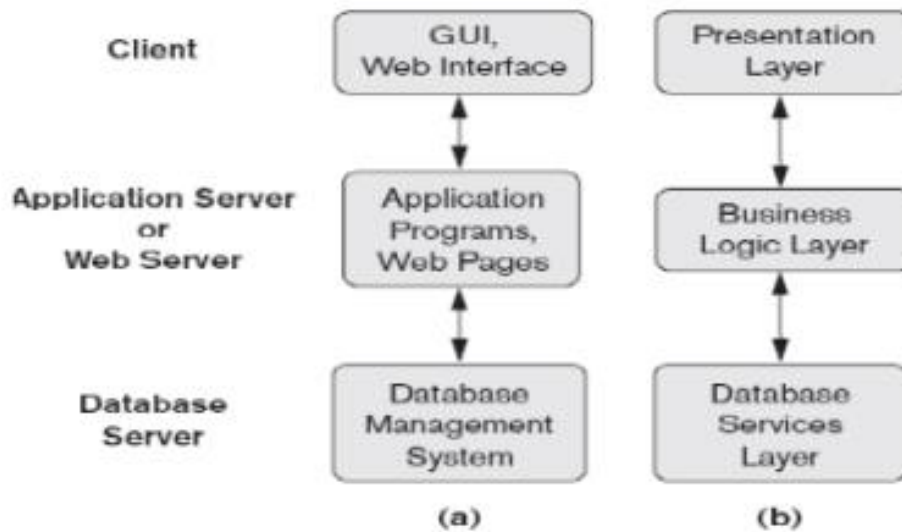 Client
GUI,
Web Interface
Presentation
Layer
Application Server
or
Web Server
Application
Programs,
Web Pages
Business
Logic Layer
Database
Server
Database
Management
System
Database
Services
Layer
(a)
(b)